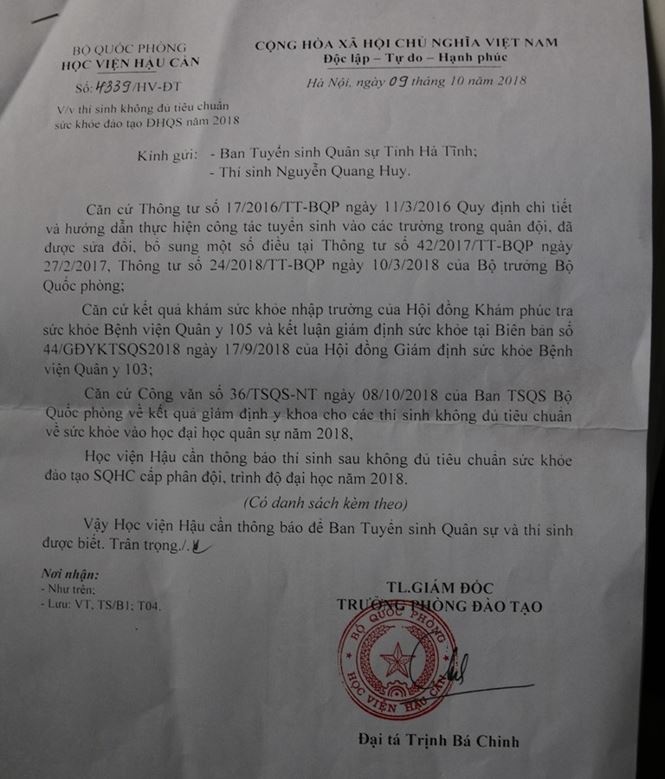 BỘ QUỐC PHÒNG
HỌC VIỆN HẬU CẦN
Số: 4339/HV-ĐT
V/v thí sinh không đủ tiêu chuẩn
sức khỏe đào tạo ĐHQS năm 2018
CỘNG HÒA XÃ HỘI CHỦ NGHĨA VIỆT NAM
Độc lập – Tự do – Hạnh phúc
Hà Nội, ngày 09 tháng 10 năm 2018
Kính gửi: - Ban Tuyển sinh Quân sự Tỉnh Hà Tĩnh;
- Thí sinh Nguyễn Quang Huy.
Căn cứ Thông tư số 17/2016/TT-BQP ngày 11/3/2016 Quy định chi tiết
và hướng dẫn thực hiện công tác tuyển sinh vào các trường trong quân đội, đã
được sửa đổi, bổ sung một số điều tại Thông tư số 42/2017/TT-BQP ngày
27/2/2017, Thông tư số 24/2018/TT-BQP ngày 10/3/2018 của Bộ trưởng Bộ
Quốc phòng;
Căn cứ kết quả khám sức khỏe nhập trường của Hội đồng Khám phúc tra
sức khỏe Bệnh viện Quân y 105 và kết luận giám định sức khỏe tại Biên bản số
44/GĐYKTSQS2018 ngày 17/9/2018 của Hội đồng Giám định sức khỏe Bệnh
viện Quân y 103;
Căn cứ Công văn số 36/TSQS-NT ngày 08/10/2018 của Ban TSQS Bộ
Quốc phòng về kết quả giám định y khoa cho các thí sinh không đủ tiêu chuẩn
về sức khỏe vào học đại học quân sự năm 2018,
Học viện Hậu cần thông báo thí sinh sau không đủ tiêu chuẩn sức khỏe
đào tạo SQHC cấp phân đội, trình độ đại học năm 2018.
(Có danh sách kèm theo)
Vậy Học viện Hậu cần thông báo để Ban Tuyển sinh Quân sự và thí sinh
được biết. Trân trọng./.
Nơi nhận:
- Như trên;
- Lưu: VT, TS/B1; T04.
TL.GIÁM ĐỐC
TRƯỞNG PHÒNG ĐÀO TẠO
BỘ QUỐC PHÒNG
HỌC VIỆN HẬU CẦN
Đại tá Trịnh Bá Chinh